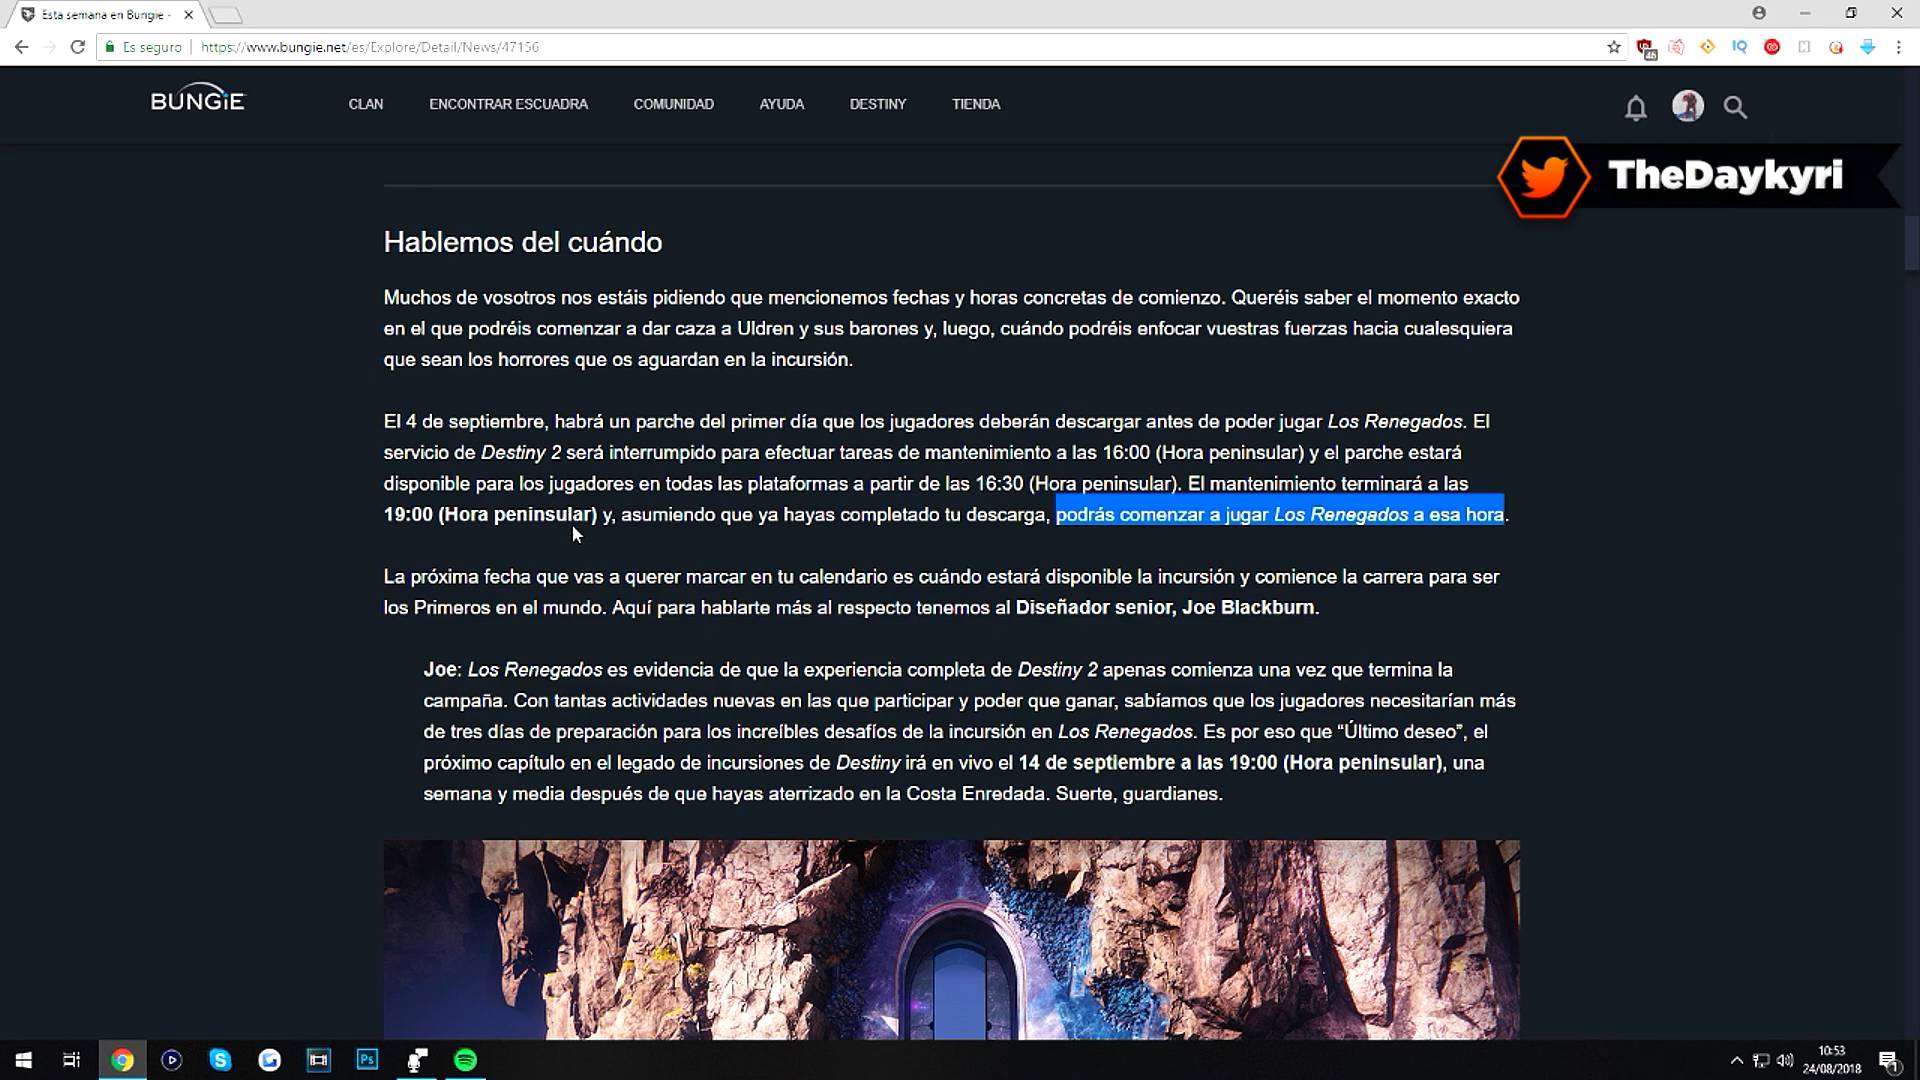 Esta semana en Bungie -
Es seguro
https://www.bungie.net/es/Explore/Detail/News/47156
46
IQ
BUNGiE
CLAN
ENCONTRAR ESCUADRA
COMUNIDAD
AYUDA
DESTINY
TIENDA
TheDaykyri
Hablemos del cuándo
Muchos de vosotros nos estáis pidiendo que mencionemos fechas y horas concretas de comienzo. Queréis saber el momento exacto
en el que podréis comenzar a dar caza a Uldren y sus barones y, luego, cuándo podréis enfocar vuestras fuerzas hacia cualesquiera
que sean los horrores que os aguardan en la incursión.
El 4 de septiembre, habrá un parche del primer día que los jugadores deberán descargar antes de poder jugar Los Renegados. El
servicio de Destiny 2 será interrumpido para efectuar tareas de mantenimiento a las 16:00 (Hora peninsular) y el parche estará
disponible para los jugadores en todas las plataformas a partir de las 16:30 (Hora peninsular). El mantenimiento terminará a las
19:00 (Hora peninsular) y, asumiendo que ya hayas completado tu descarga, podrás comenzar a jugar Los Renegados a esa hora.
La próxima fecha que vas a querer marcar en tu calendario es cuándo estará disponible la incursión y comience la carrera para ser
los Primeros en el mundo. Aquí para hablarte más al respecto tenemos al Diseñador senior, Joe Blackburn.
Joe: Los Renegados es evidencia de que la experiencia completa de Destiny 2 apenas comienza una vez que termina la
campaña. Con tantas actividades nuevas en las que participar y poder que ganar, sabíamos que los jugadores necesitarían más
de tres días de preparación para los increíbles desafíos de la incursión en Los Renegados. Es por eso que “Último deseo”, el
próximo capítulo en el legado de incursiones de Destiny irá en vivo el 14 de septiembre a las 19:00 (Hora peninsular), una
semana y media después de que hayas aterrizado en la Costa Enredada. Suerte, guardianes.
Ps
10:53
24/08/2018
1